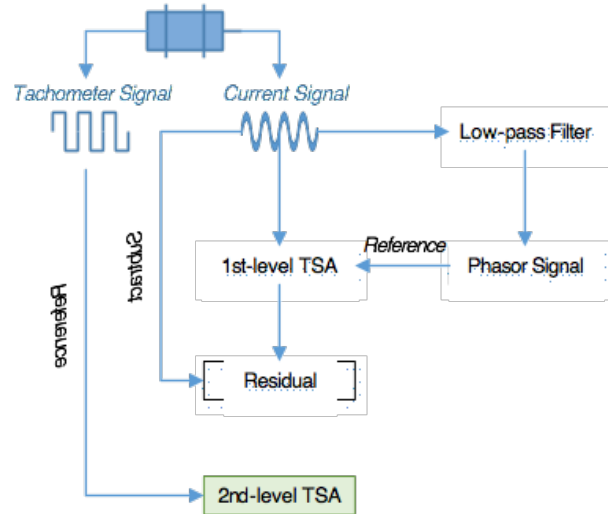 Tachometer Signal
Current Signal
Low-pass Filter
Subtract
Reference
1st-level TSA
Reference
Phasor Signal
Residual
2nd-level TSA